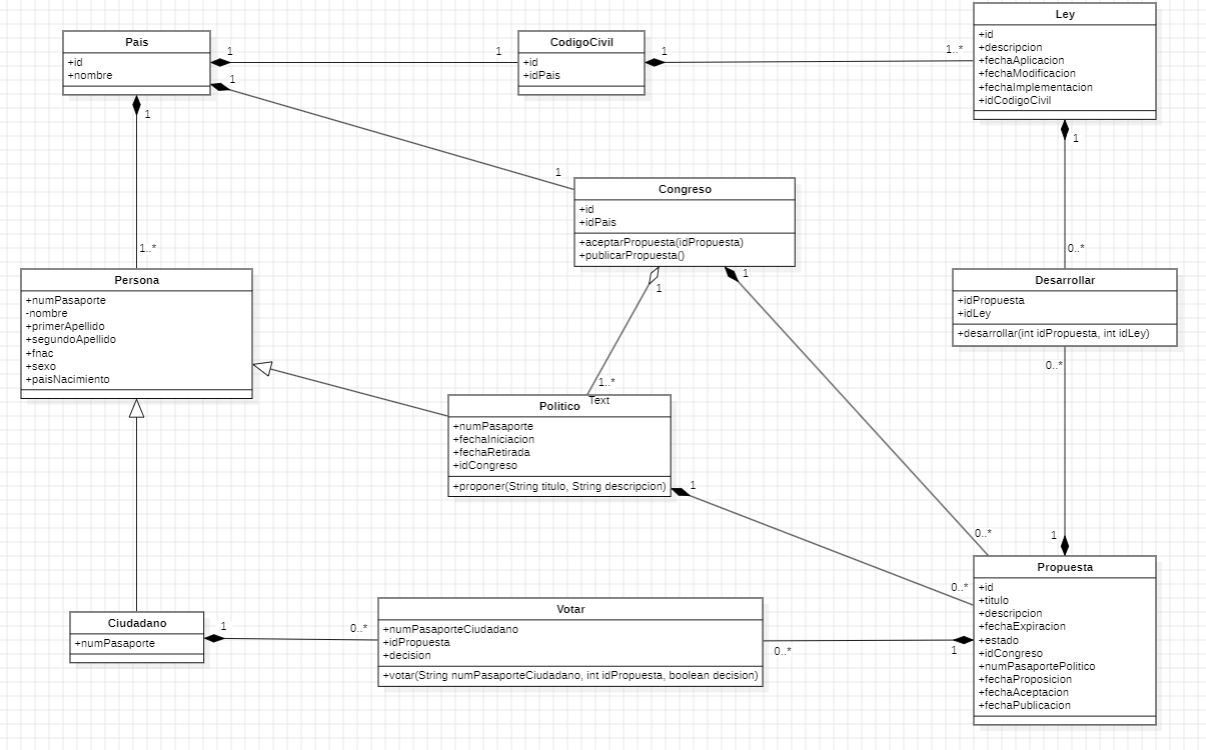 Pais
+id
+nombre
1
1
1
1
1..*
CodigoCivil
+id
+idPais
1
1
1..*
Ley
+id
+descripcion
+fechaAplicacion
+fechaModificacion
+fechaImplementacion
+idCodigoCivil
1
0..*
Congreso
+id
+idPais
+aceptarPropuesta(idPropuesta)
+publicarPropuesta()
1
1
1..*
Text
Persona
+numPasaporte
-nombre
+primerApellido
+segundoApellido
+fnac
+sexo
+paisNacimiento
Desarrollar
+idPropuesta
+idLey
+desarrollar(int idPropuesta, int idLey)
0..*
1
Politico
+numPasaporte
+fechaIniciacion
+fechaRetirada
+idCongreso
+proponer(String titulo, String descripcion)
1
0..*
0..*
Propuesta
+id
+titulo
+descripcion
+fechaExpiracion
+estado
+idCongreso
+numPasaportePolitico
+fechaProposicion
+fechaAceptacion
+fechaPublicacion
Ciudadano
+numPasaporte
1
0..*
Votar
+numPasaporteCiudadano
+idPropuesta
+decision
+votar(String numPasaporteCiudadano, int idPropuesta, boolean decision)
0..*
1